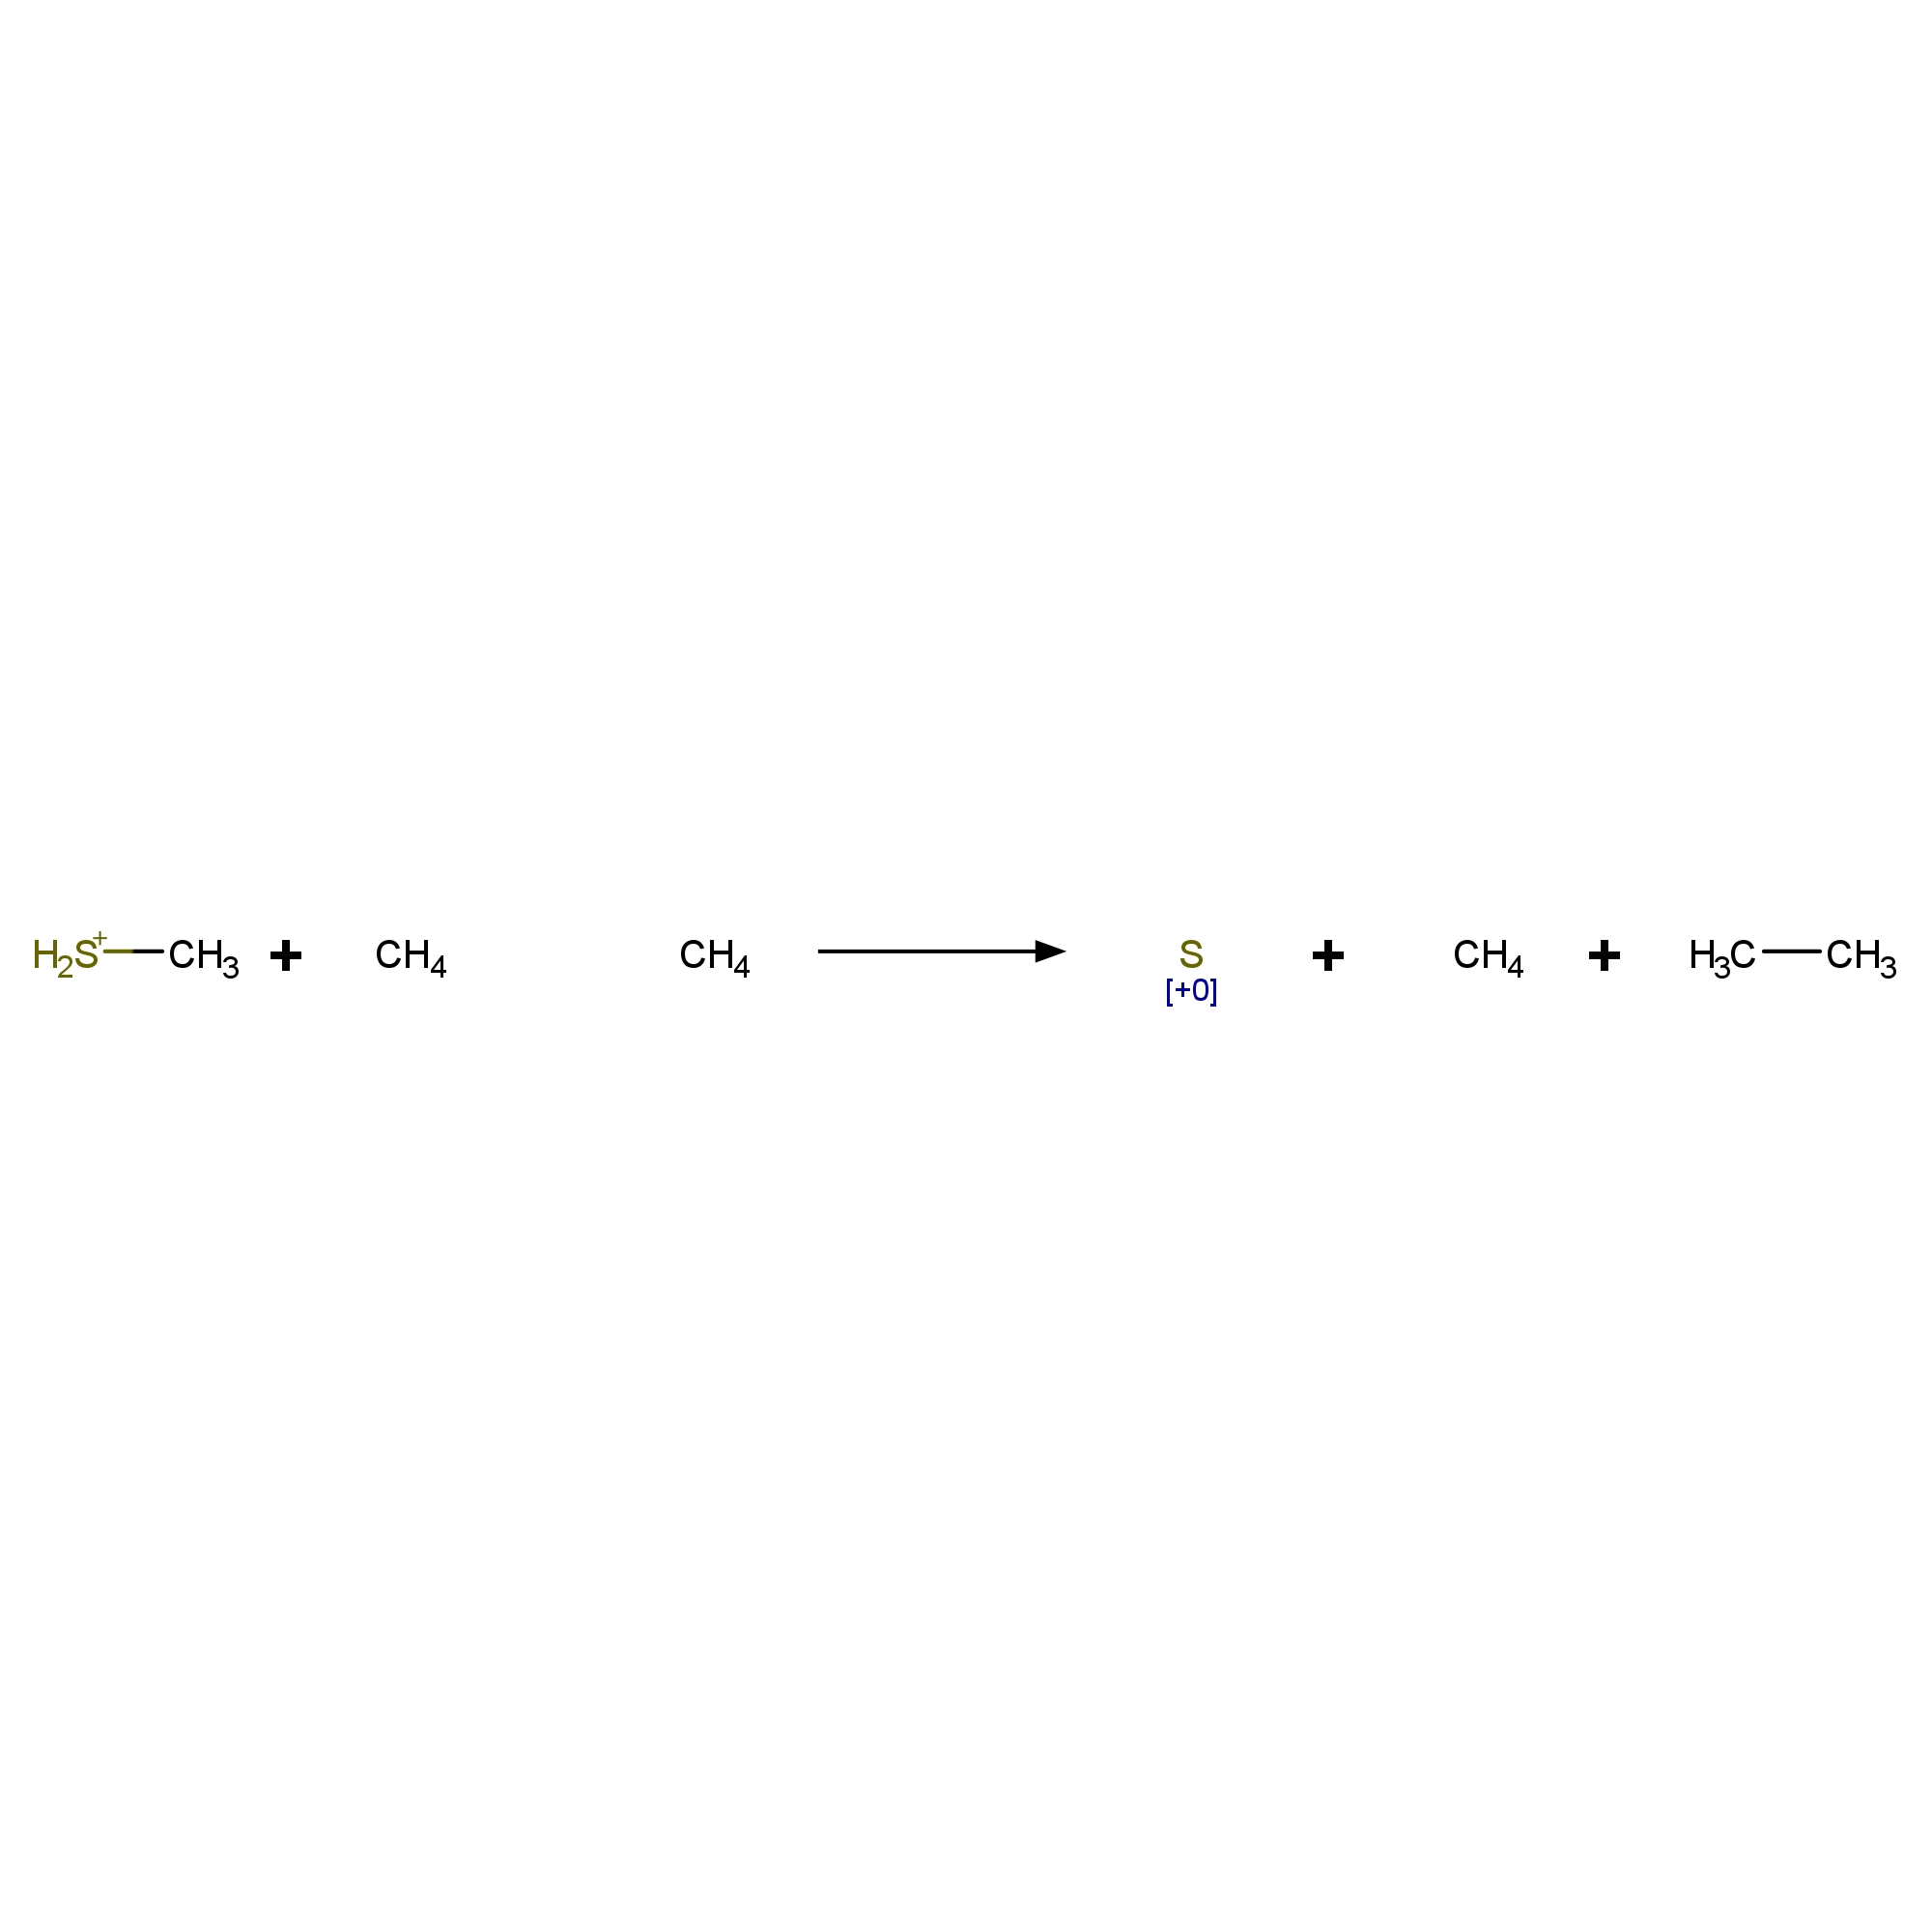 H₂S⁺—CH₃ + CH₄ CH₄ → S + CH₄ + H₃C—CH₃
[+0]